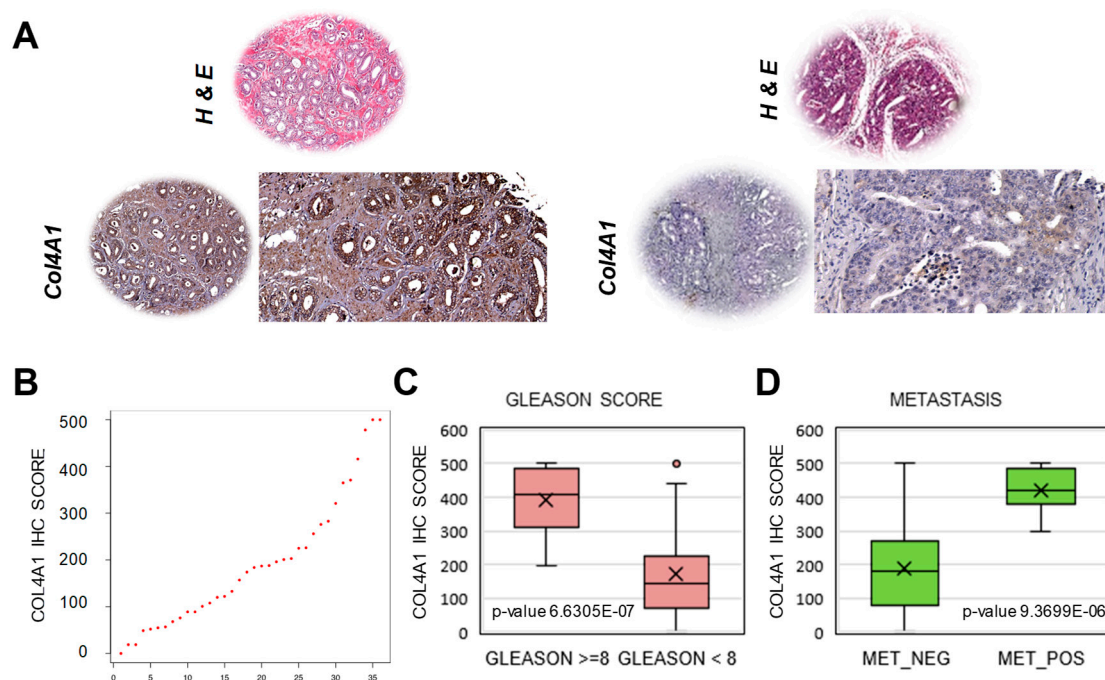 A
H & E
H & E
Col4A1
Col4A1
B
COL4A1 IHC SCORE
500
400
300
200
100
0
0 5 10 15 20 25 30 35
C
GLEASON SCORE
COL4A1 IHC SCORE
600
500
400
300
200
100
0
p-value 6.6305E-07
GLEASON >=8 GLEASON < 8
D
METASTASIS
COL4A1 IHC SCORE
600
500
400
300
200
100
0
p-value 9.3699E-06
MET_NEG MET_POS